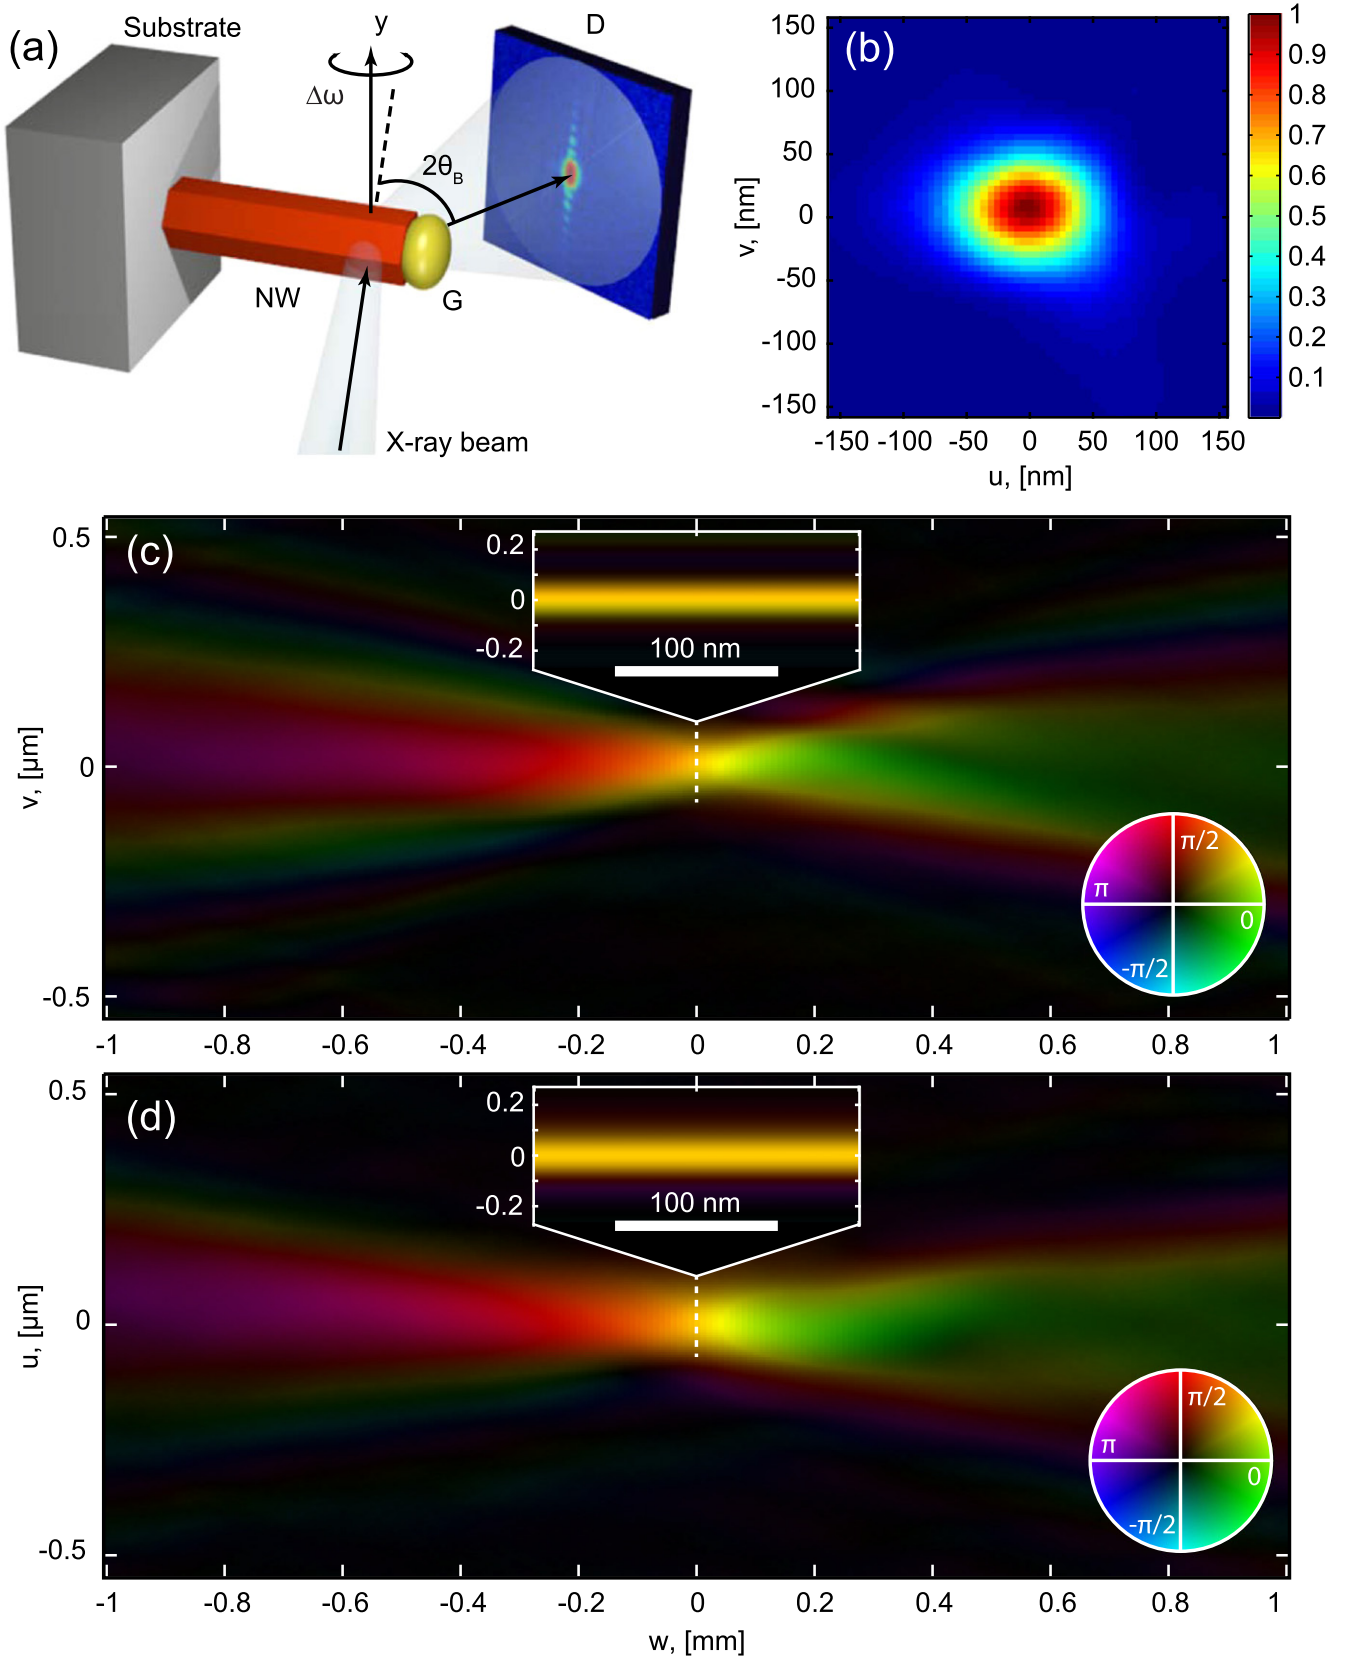 (a)
Substrate
y
D
Δω
2θB
NW
G
X-ray beam
(b)
150
100
50
0
-50
-100
-150
v, [nm]
-150 -100 -50 0 50 100 150
u, [nm]
1
0.9
0.8
0.7
0.6
0.5
0.4
0.3
0.2
0.1
(c)
0.5
0
-0.5
v, [μm]
0.2
0
-0.2
100 nm
π/2
π
0
-π/2
-1 -0.8 -0.6 -0.4 -0.2 0 0.2 0.4 0.6 0.8 1
(d)
0.5
0
-0.5
u, [μm]
0.2
0
-0.2
100 nm
π/2
π
0
-π/2
-1 -0.8 -0.6 -0.4 -0.2 0 0.2 0.4 0.6 0.8 1
w, [mm]